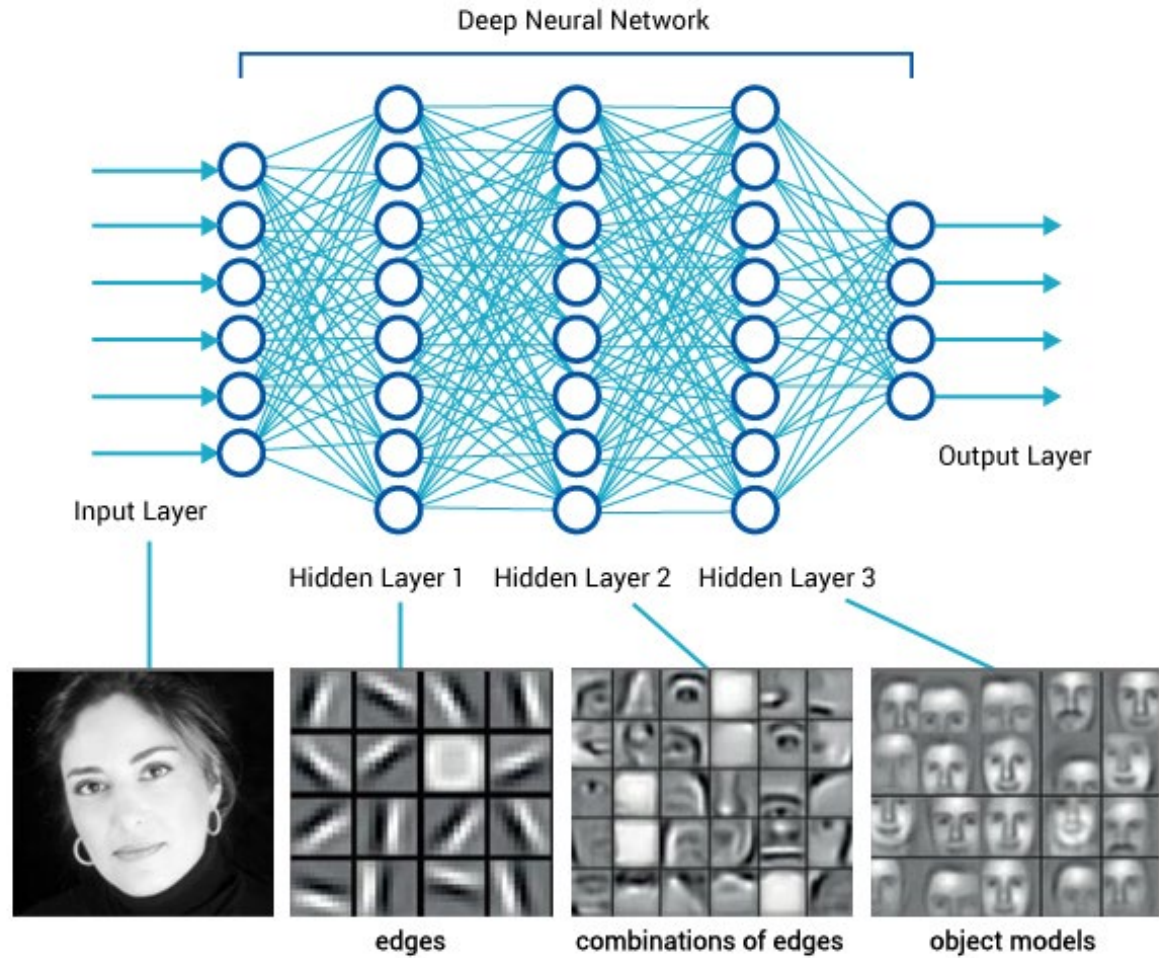 Deep Neural Network
Input Layer
Output Layer
Hidden Layer 1
Hidden Layer 2
Hidden Layer 3
edges
combinations of edges
object models